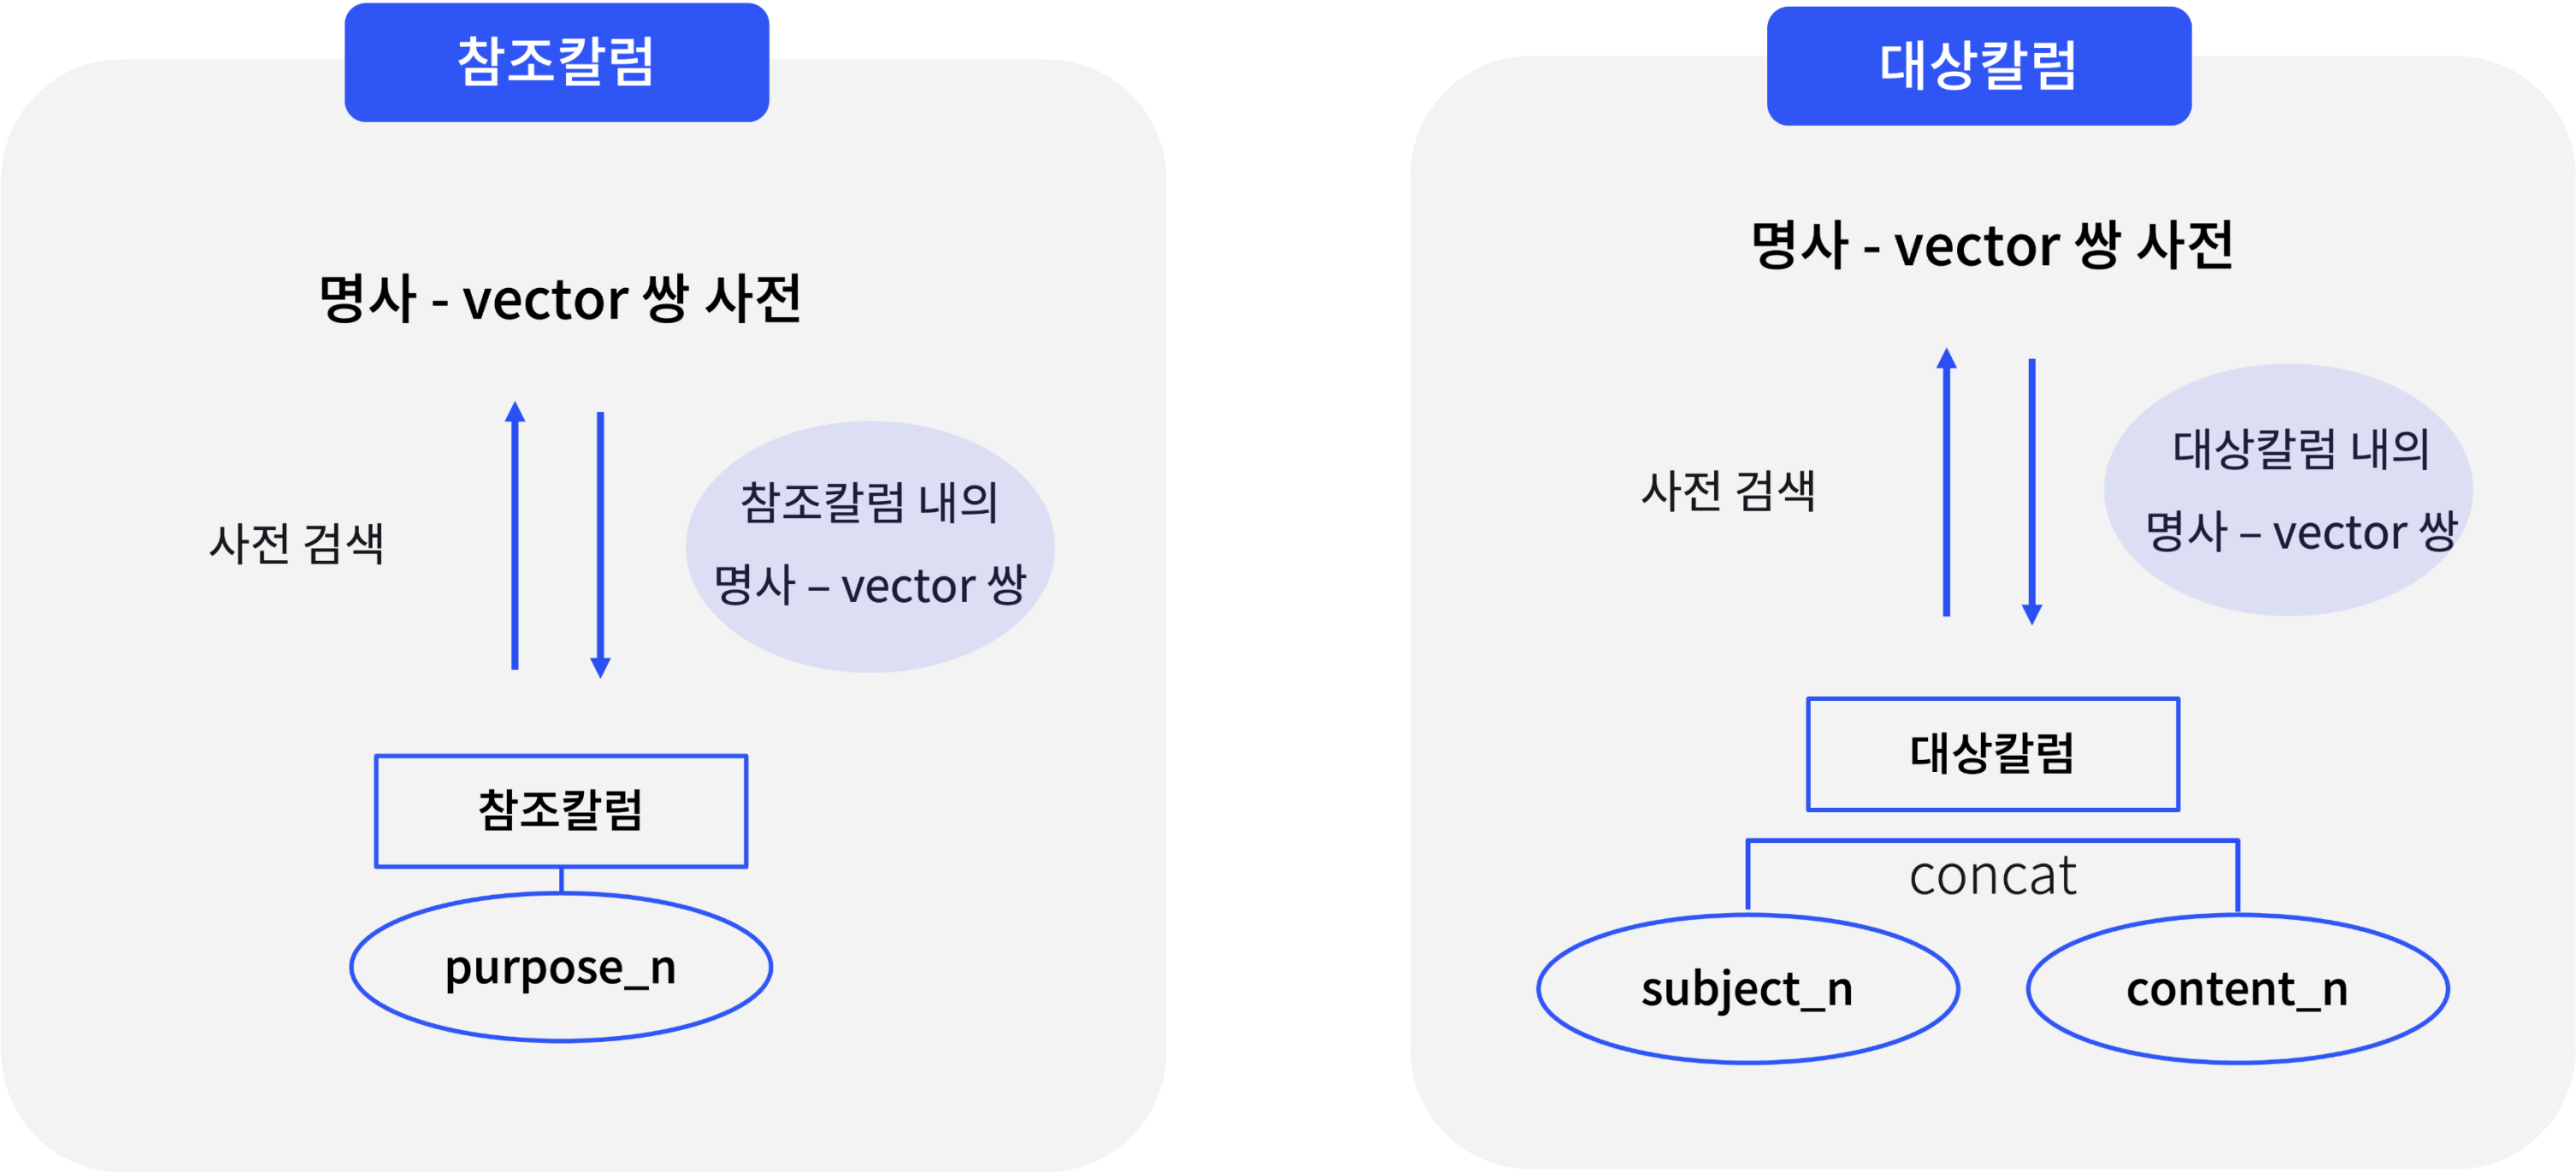 참조칼럼
명사 - vector 쌍 사전
사전 검색
참조칼럼 내의
명사 – vector 쌍
참조칼럼
purpose_n
대상칼럼
명사 - vector 쌍 사전
사전 검색
대상칼럼 내의
명사 – vector 쌍
대상칼럼
concat
subject_n
content_n